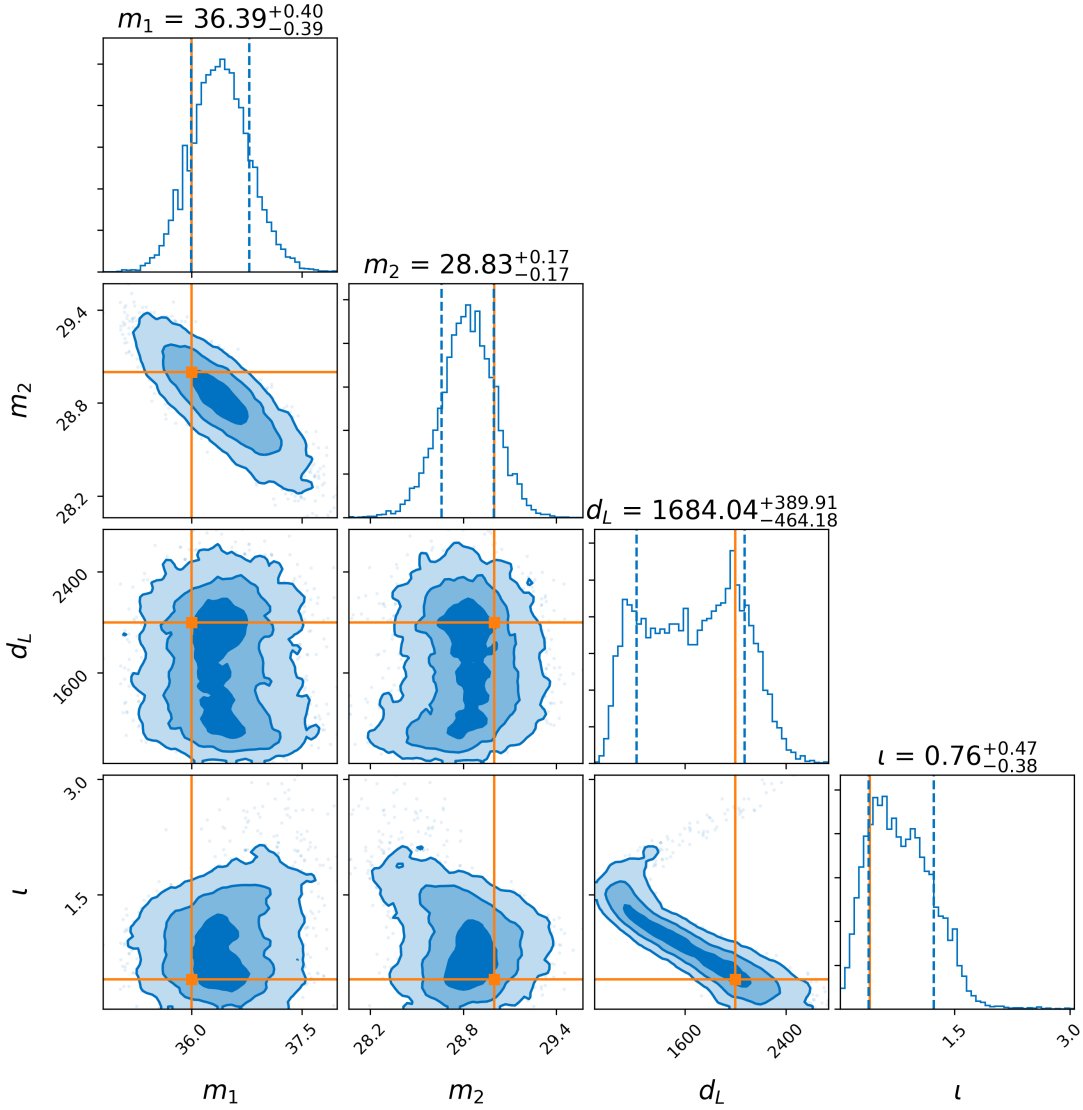 m₁ = 36.39⁺⁰·⁴⁰₋₀.₃₉
m₂ = 28.83⁺⁰·¹⁷₋₀.₁₇
29.4
28.8
28.2
m₂
d_L = 1684.04⁺³⁸⁹·⁹¹₋₄₆₄.₁₈
2400
1600
d_L
ι = 0.76⁺⁰·⁴⁷₋₀.₃₈
3.0
1.5
ι
36.0 37.5 28.2 28.8 29.4 1600 2400 1.5 3.0
m₁ m₂ d_L ι